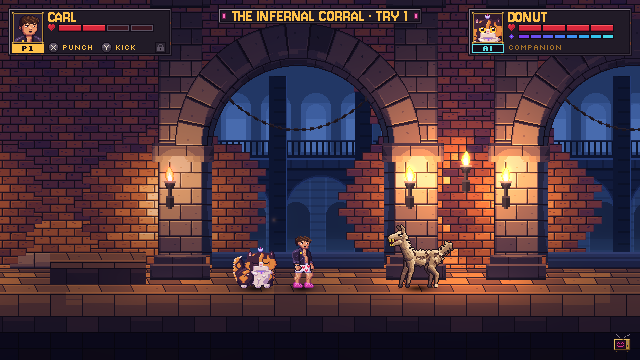 CARL
P1
X PUNCH Y KICK
THE INFERNAL CORRAL · TRY 1
DONUT
AI
COMPANION